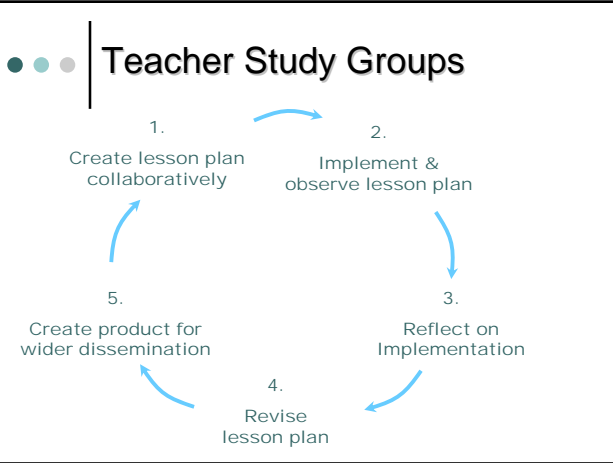 Teacher Study Groups
1.
Create lesson plan
collaboratively
2.
Implement &
observe lesson plan
3.
Reflect on
Implementation
4.
Revise
lesson plan
5.
Create product for
wider dissemination